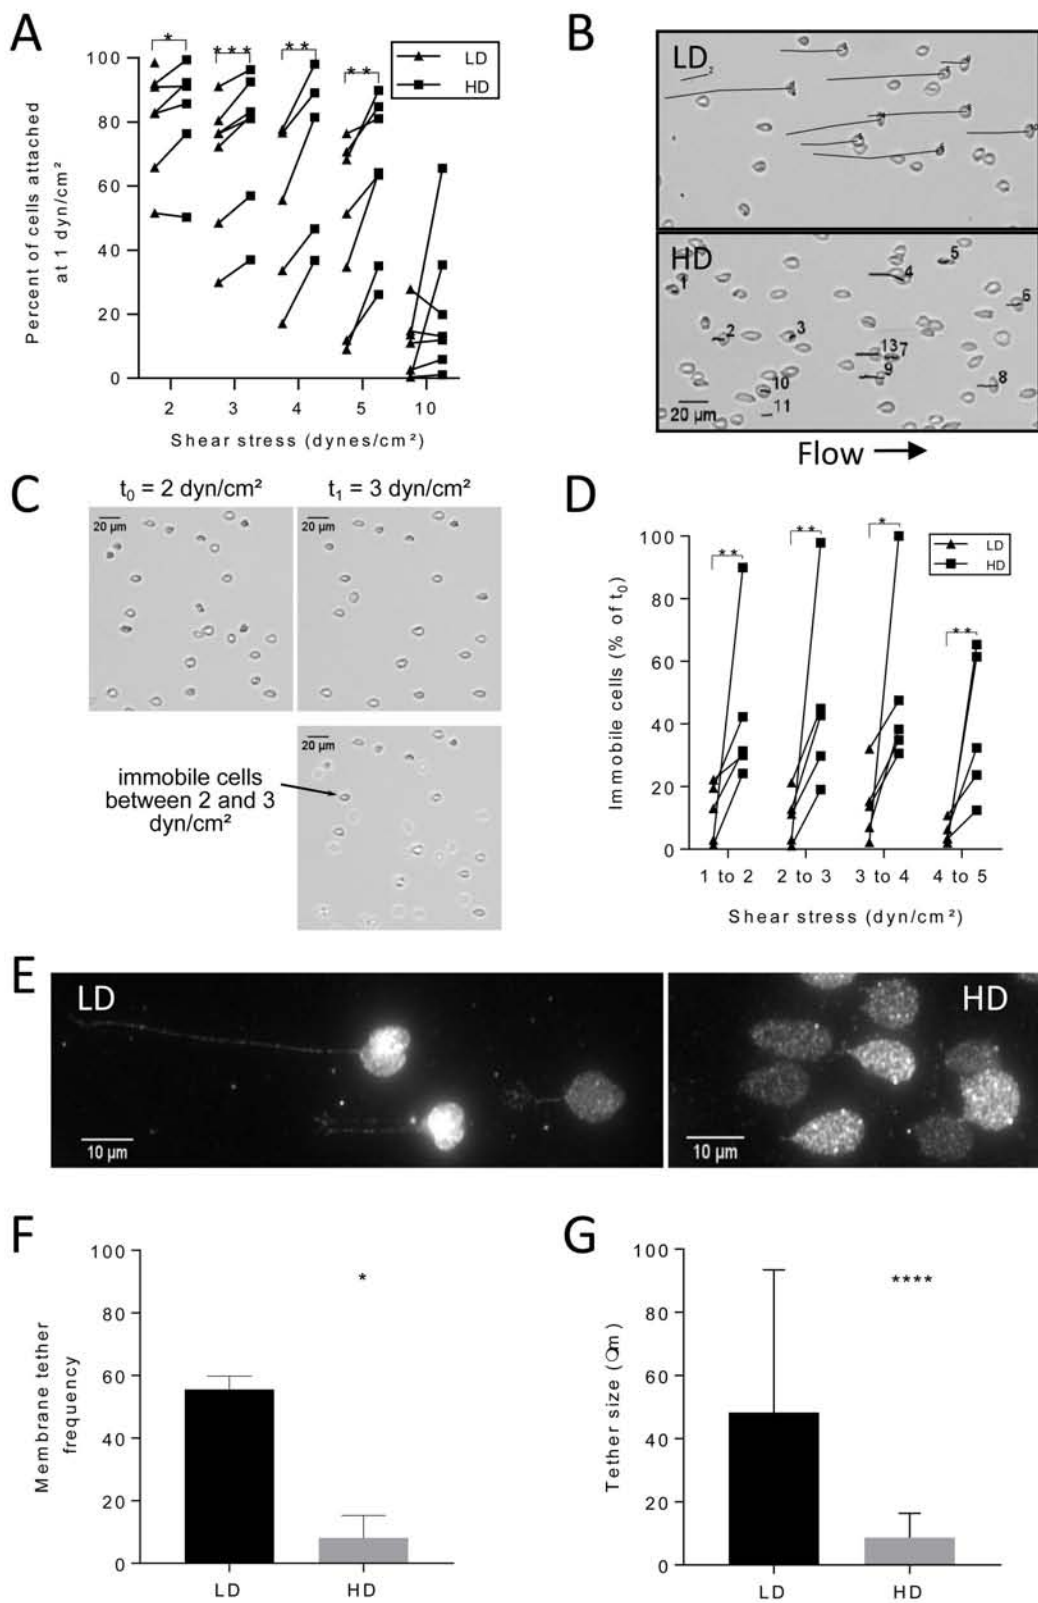 A
* *** ** **
LD
HD
100
80
60
40
20
0
Percent of cells attached
at 1 dyn/cm²
2 3 4 5 10
Shear stress (dynes/cm²)
B
LD
HD
1
2
3
4
5
6
13 7
9
8
10
11
20 µm
Flow
C
t₀ = 2 dyn/cm² t₁ = 3 dyn/cm²
20 µm
20 µm
20 µm
immobile cells
between 2 and 3
dyn/cm²
D
** ** * **
LD
HD
100
80
60
40
20
0
Immobile cells (% of t₀)
1 to 2 2 to 3 3 to 4 4 to 5
Shear stress (dyn/cm²)
E
LD
10 µm
HD
10 µm
F
100
80
60
40
20
0
Membrane tether
frequency
*
LD HD
G
100
80
60
40
20
0
Tether size
****
LD HD